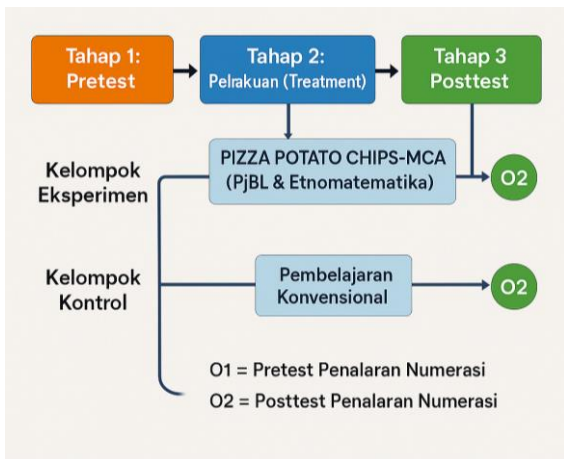 Tahap 1:
Pretest
Tahap 2:
Pelrakuan (Treatment)
Tahap 3
Posttest
PIZZA POTATO CHIPS-MCA
(PjBL & Etnomatematika)
Kelompok
Eksperimen
O2
Kelompok
Kontrol
Pembelajaran
Konvensional
O2
O1 = Pretest Penalaran Numerasi
O2 = Posttest Penalaran Numerasi